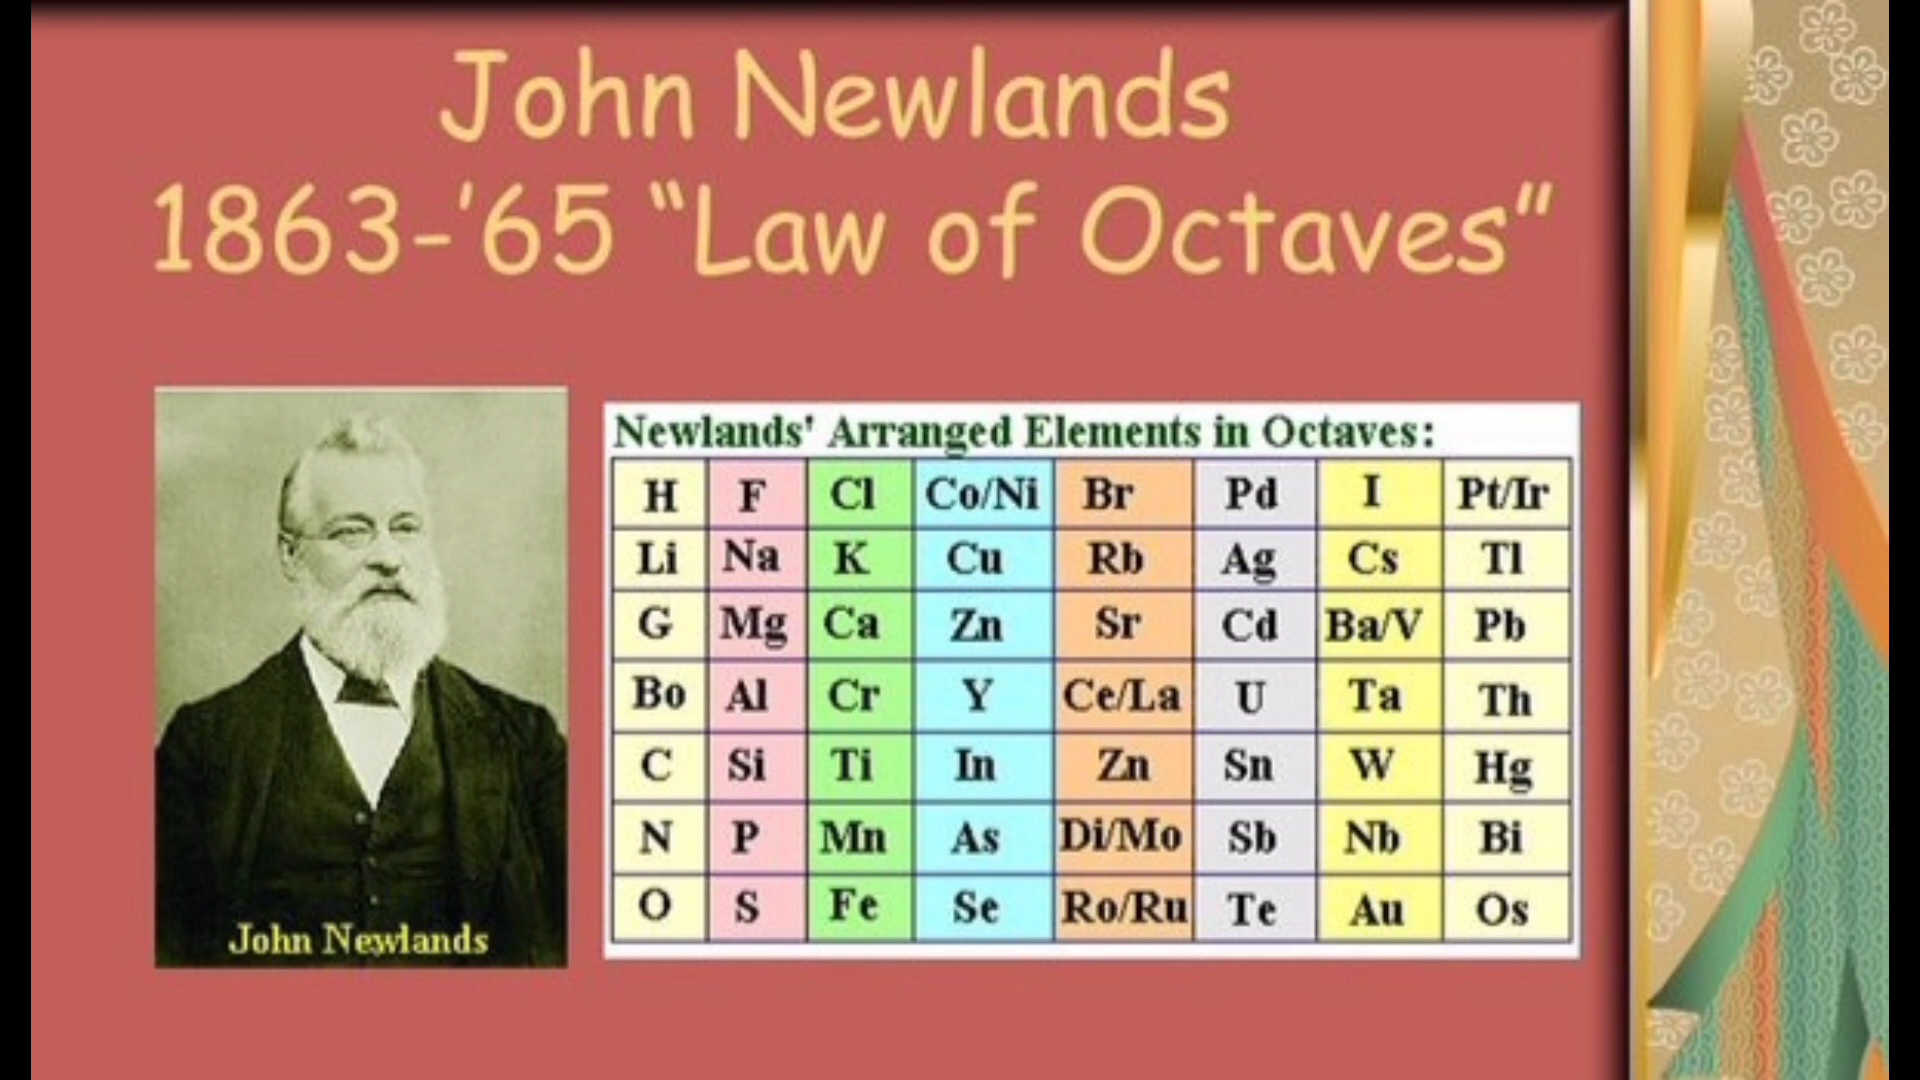 John Newlands
1863-'65 “Law of Octaves”
Newlands' Arranged Elements in Octaves:
H F Cl Co/Ni Br Pd I Pt/Ir
Li Na K Cu Rb Ag Cs Tl
G Mg Ca Zn Sr Cd Ba/V Pb
Bo Al Cr Y Ce/La U Ta Th
C Si Ti In Zn Sn W Hg
N P Mn As Di/Mo Sb Nb Bi
O S Fe Se Ro/Ru Te Au Os
John Newlands